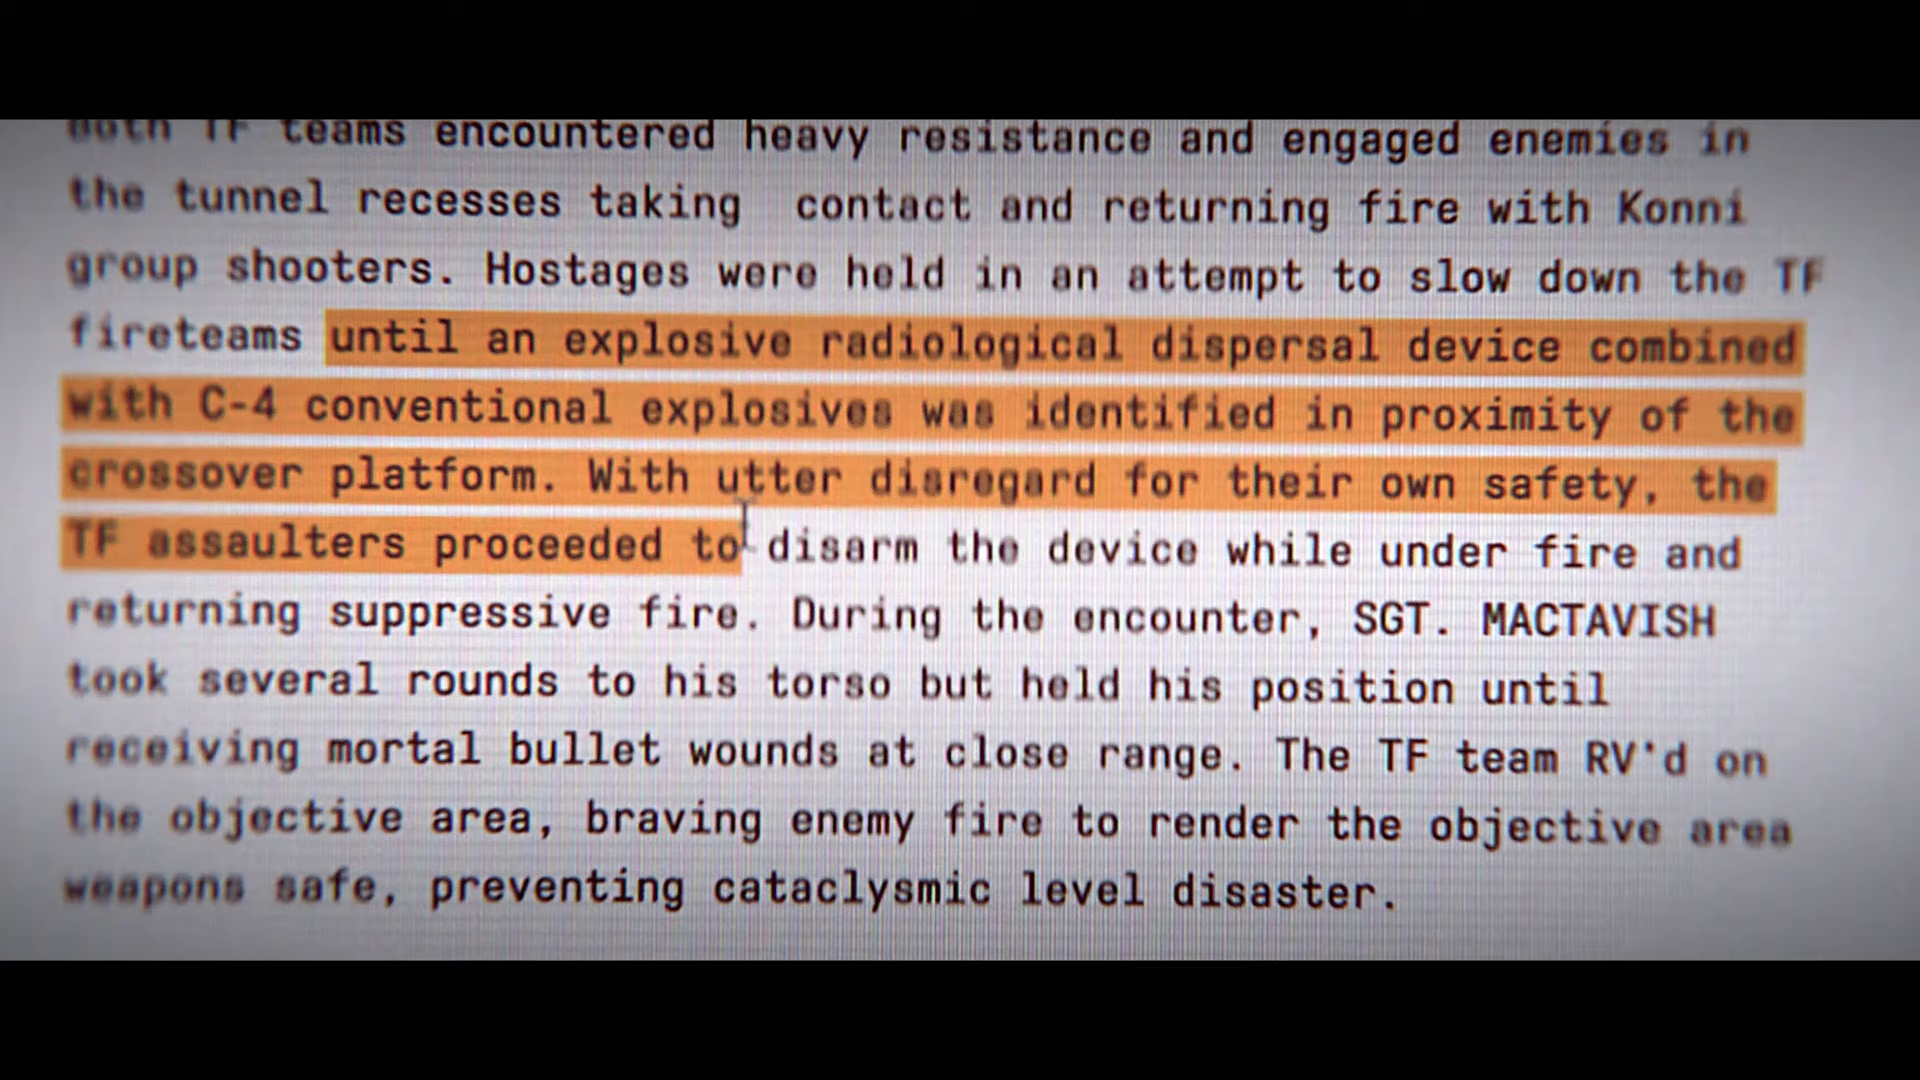 both TF teams encountered heavy resistance and engaged enemies in
the tunnel recesses taking  contact and returning fire with Konni
group shooters. Hostages were held in an attempt to slow down the TF
fireteams until an explosive radiological dispersal device combined
with C-4 conventional explosives was identified in proximity of the
crossover platform. With utter disregard for their own safety, the
TF assaulters proceeded to disarm the device while under fire and
returning suppressive fire. During the encounter, SGT. MACTAVISH
took several rounds to his torso but held his position until
receiving mortal bullet wounds at close range. The TF team RV'd on
the objective area, braving enemy fire to render the objective area
weapons safe, preventing cataclysmic level disaster.